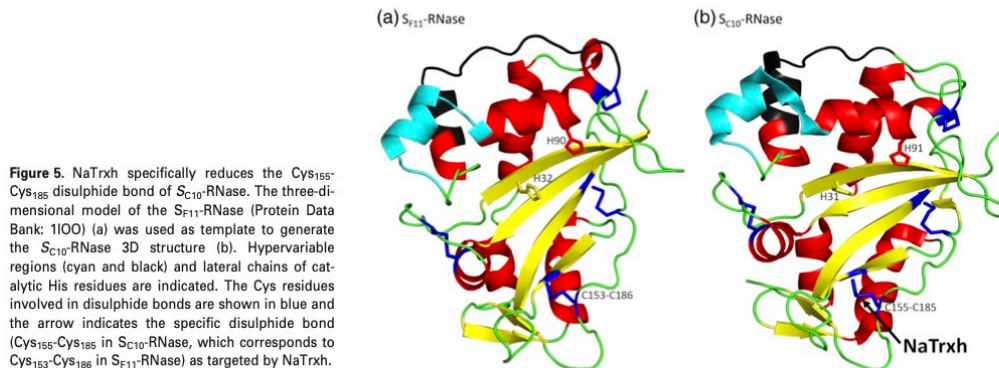 (a) S_F11-RNase
(b) S_C10-RNase
H90
H32
C153-C186
H91
H31
C155-C185
NaTrxh
Figure 5. NaTrxh specifically reduces the Cys155-
Cys185 disulphide bond of SC10-RNase. The three-di-
mensional model of the SF11-RNase (Protein Data
Bank: 1IOO) (a) was used as template to generate
the SC10-RNase 3D structure (b). Hypervariable
regions (cyan and black) and lateral chains of cat-
alytic His residues are indicated. The Cys residues
involved in disulphide bonds are shown in blue and
the arrow indicates the specific disulphide bond
(Cys155-Cys185 in SC10-RNase, which corresponds to
Cys153-Cys186 in SF11-RNase) as targeted by NaTrxh.